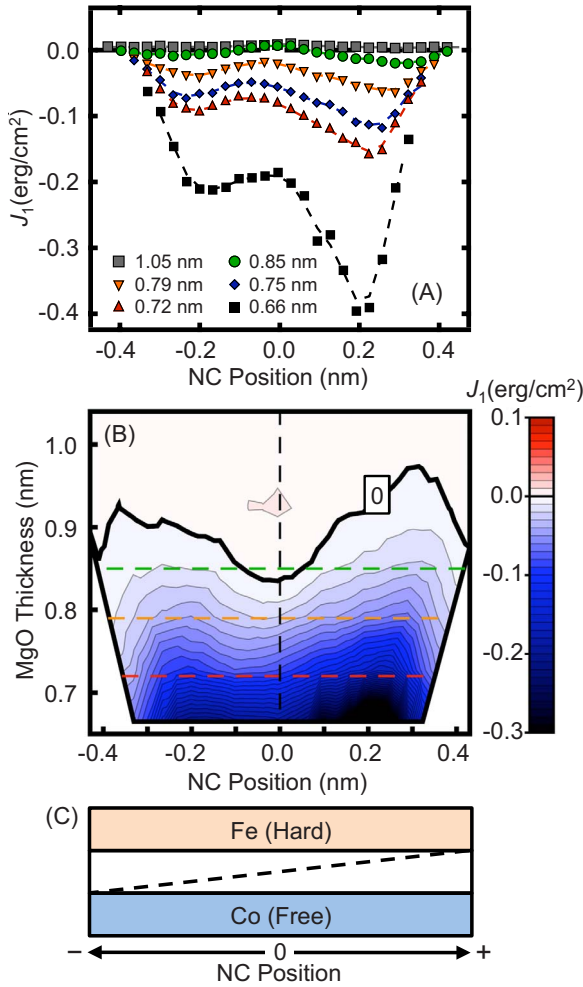 (A)
J₁(erg/cm²)
0.0
-0.1
-0.2
-0.3
-0.4
1.05 nm
0.85 nm
0.79 nm
0.75 nm
0.72 nm
0.66 nm
-0.4 -0.2 0.0 0.2 0.4
NC Position (nm)
J₁(erg/cm²)
(B)
MgO Thickness (nm)
1.0
0.9
0.8
0.7
0
0.1
0.0
-0.1
-0.2
-0.3
-0.4 -0.2 0.0 0.2 0.4
NC Position (nm)
(C)
Fe (Hard)
Co (Free)
− 0 +
NC Position